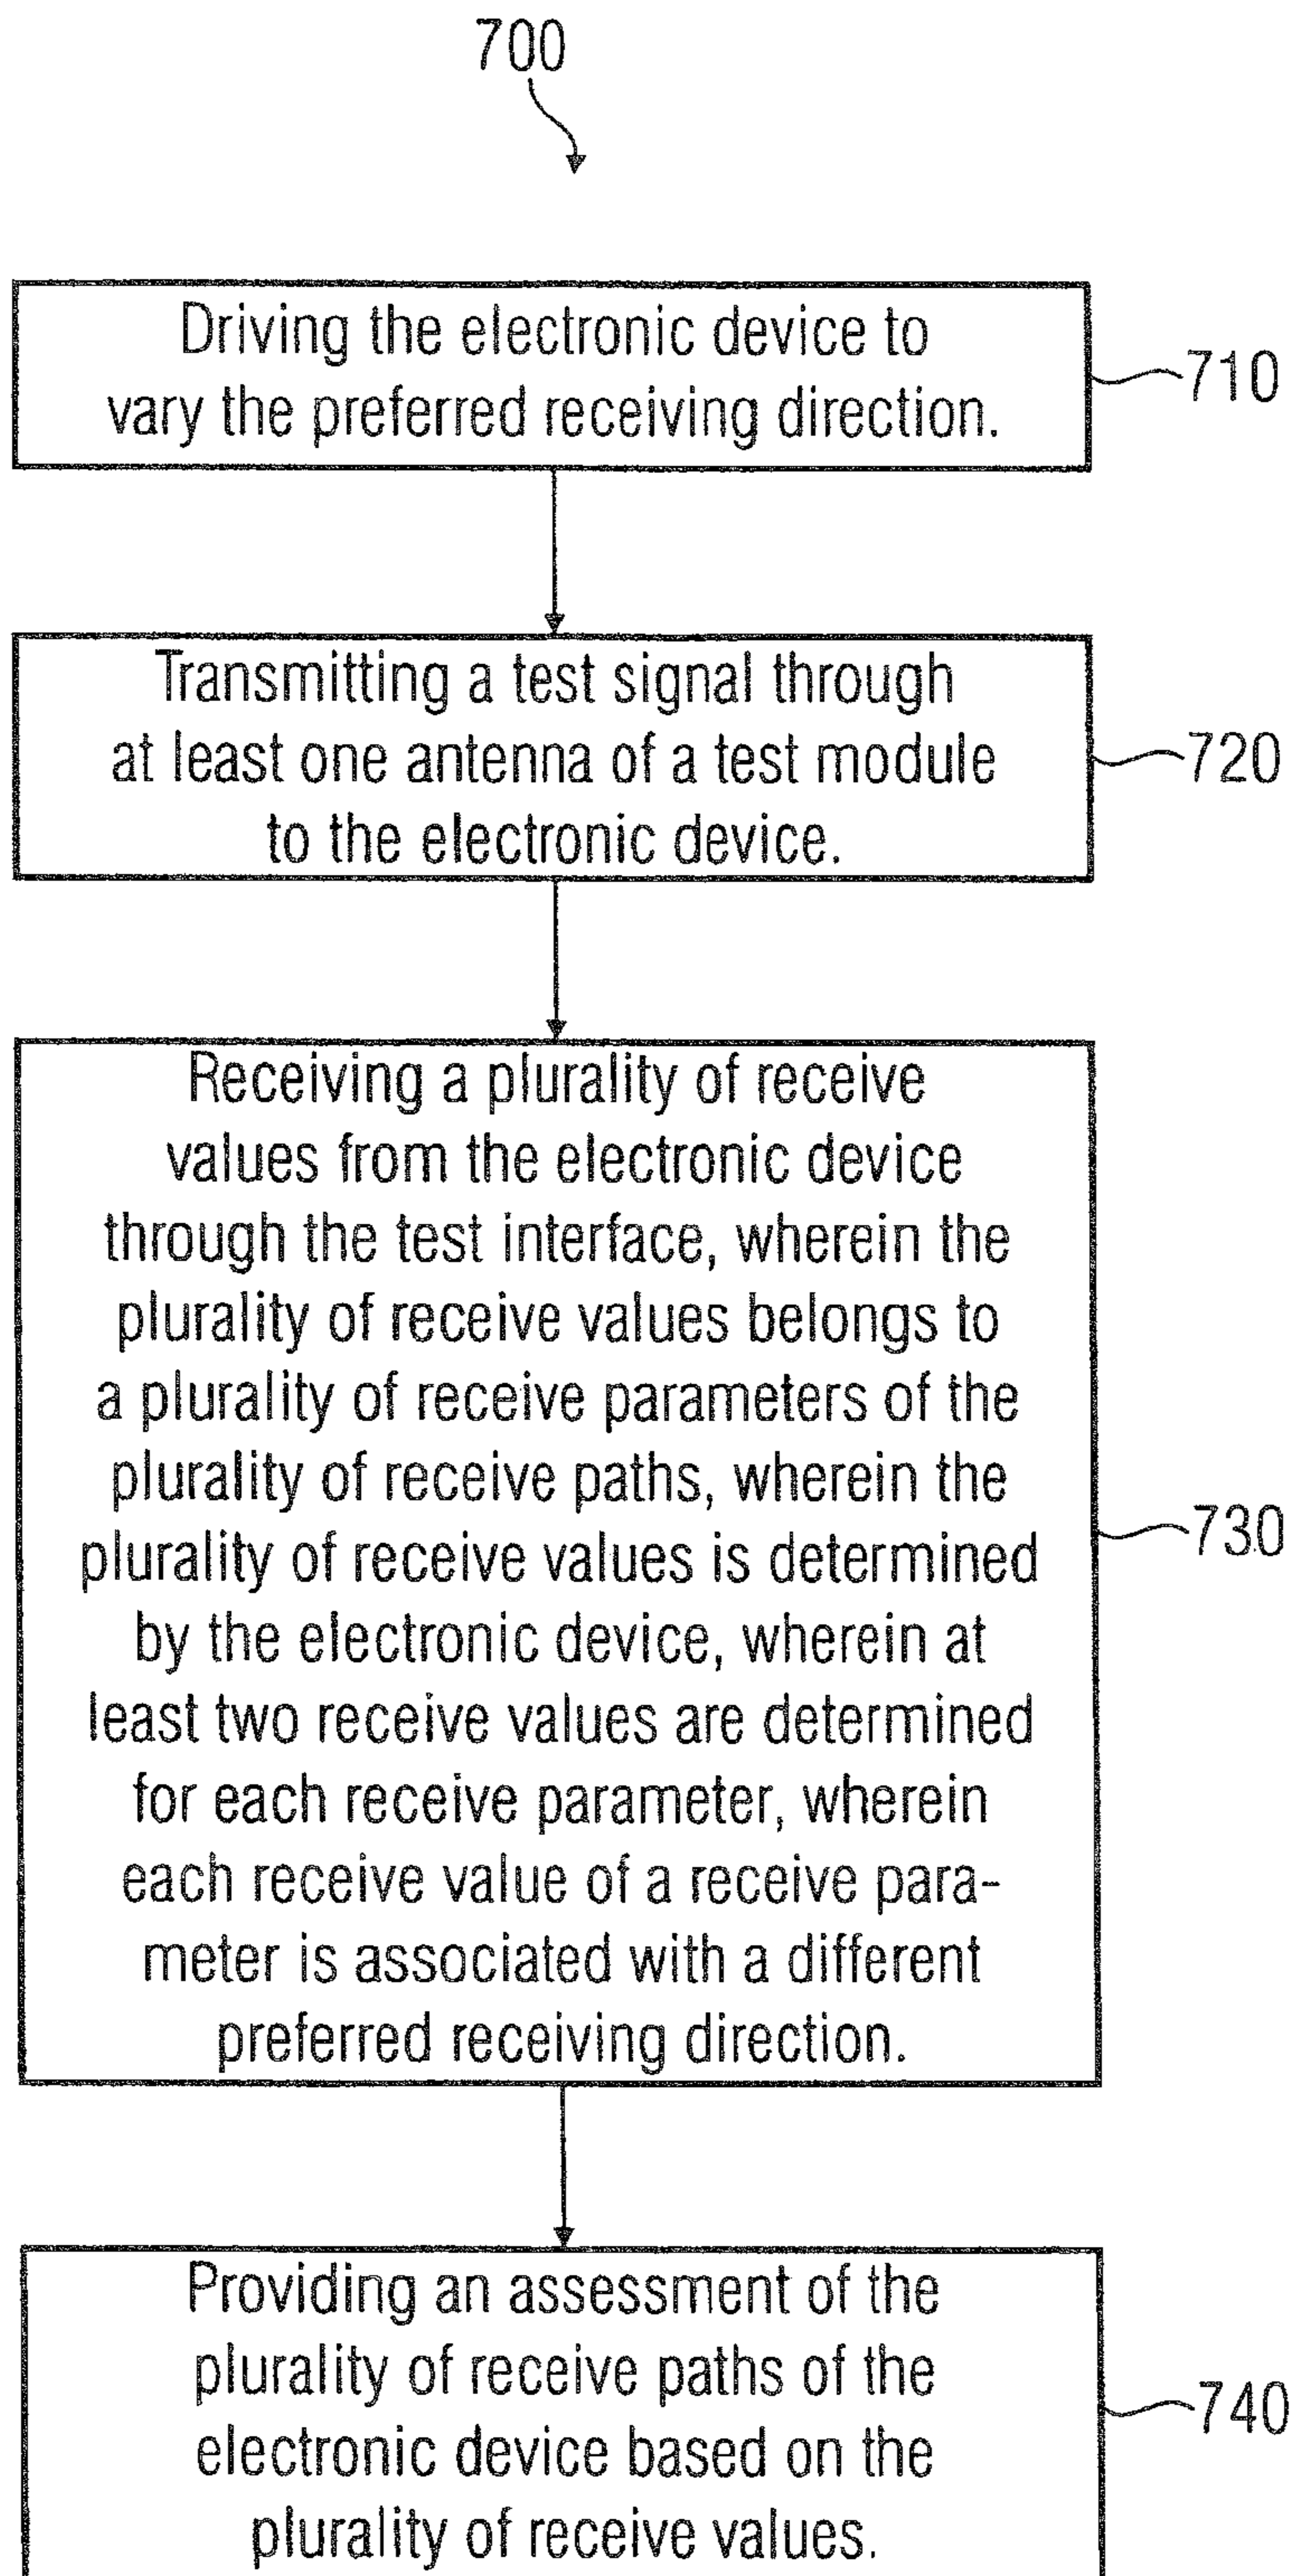 700
Driving the electronic device to
vary the preferred receiving direction.
710
Transmitting a test signal through
at least one antenna of a test module
to the electronic device.
720
Receiving a plurality of receive
values from the electronic device
through the test interface, wherein the
plurality of receive values belongs to
a plurality of receive parameters of the
plurality of receive paths, wherein the
plurality of receive values is determined
by the electronic device, wherein at
least two receive values are determined
for each receive parameter, wherein
each receive value of a receive para-
meter is associated with a different
preferred receiving direction.
730
Providing an assessment of the
plurality of receive paths of the
electronic device based on the
plurality of receive values.
740